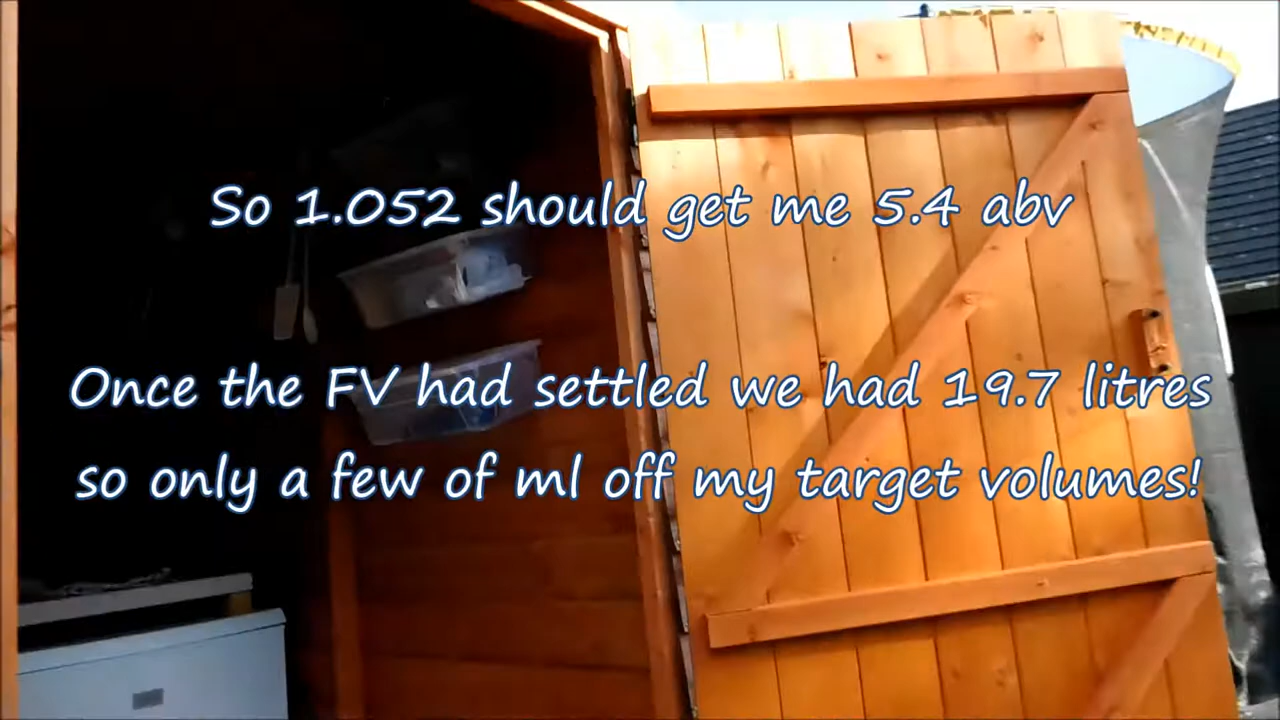 So 1.052 should get me 5.4 abv
Once the FV had settled we had 19.7 litres
so only a few of ml off my target volumes!